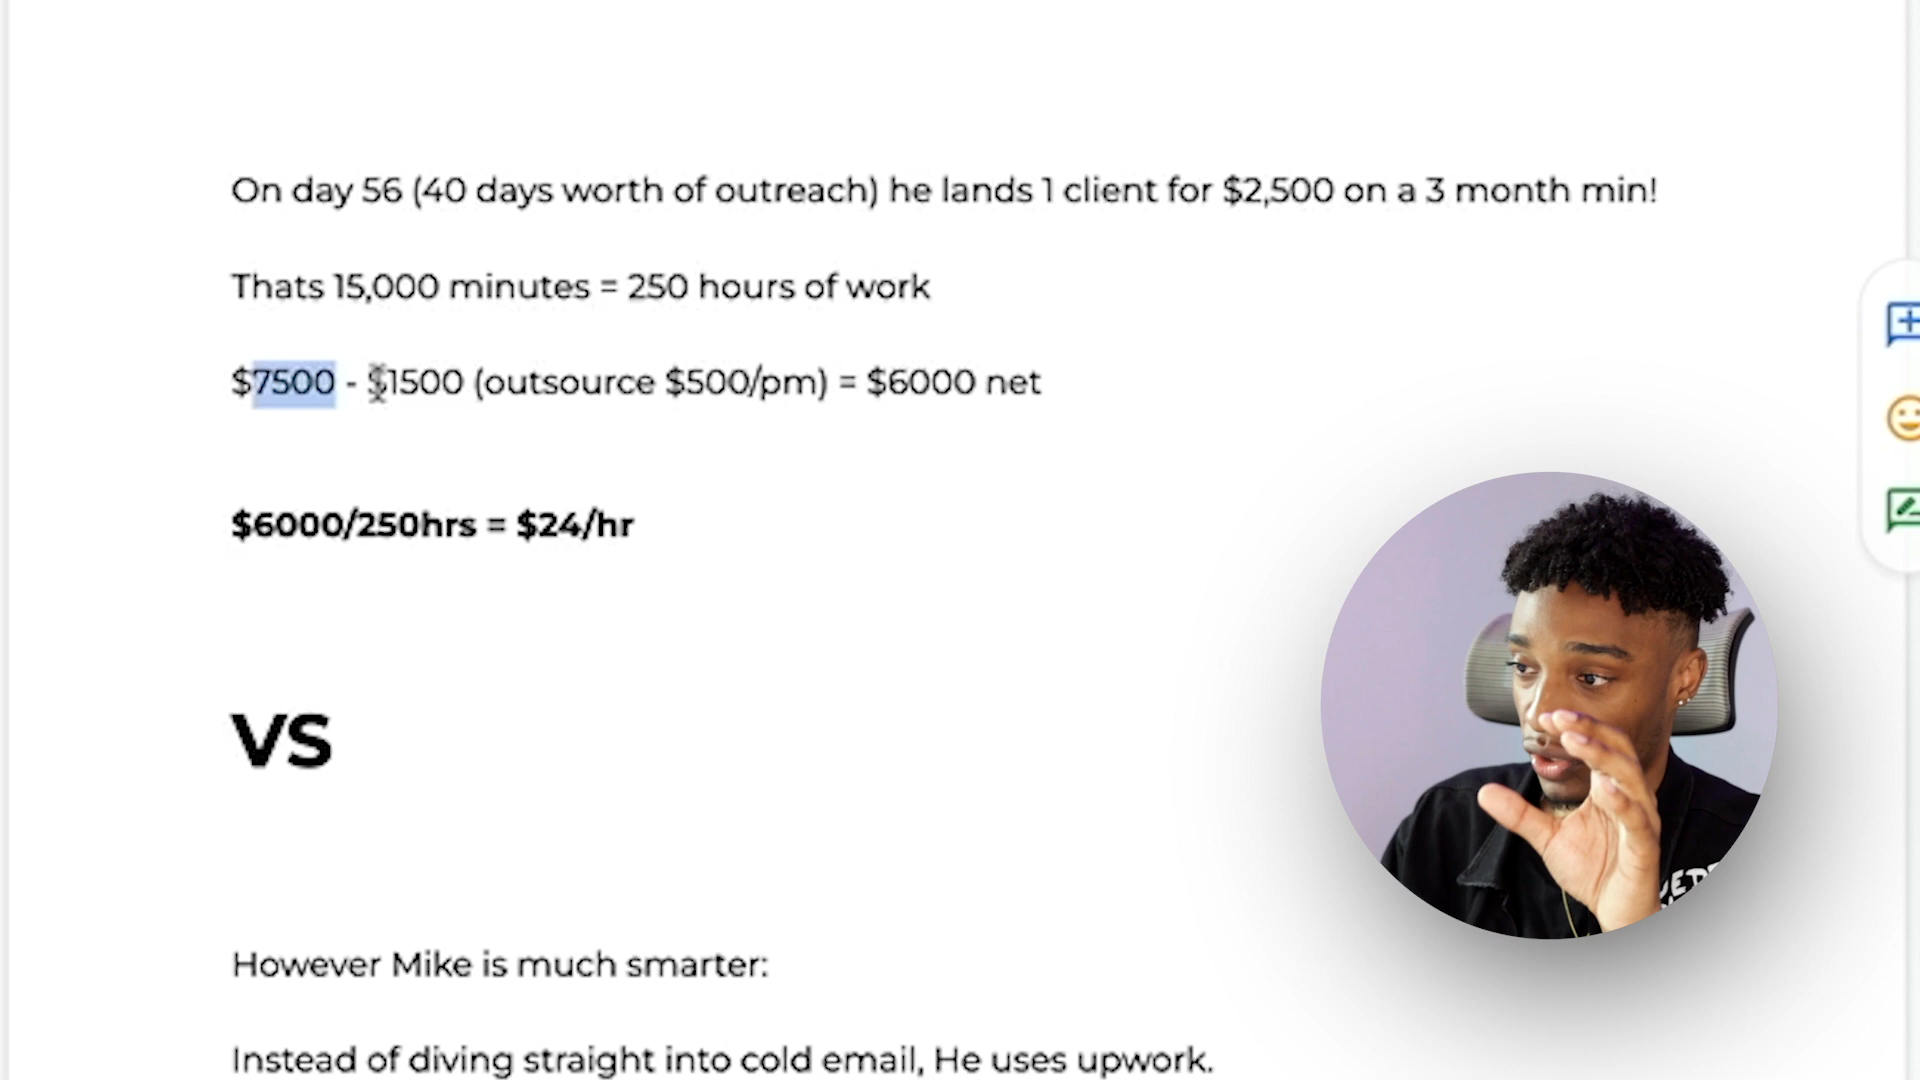 On day 56 (40 days worth of outreach) he lands 1 client for $2,500 on a 3 month min!
Thats 15,000 minutes = 250 hours of work
$7500 - $1500 (outsource $500/pm) = $6000 net
$6000/250hrs = $24/hr
VS
However Mike is much smarter:
Instead of diving straight into cold email, He uses upwork.